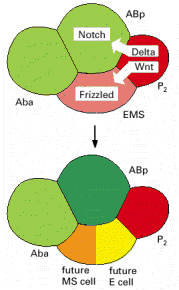 ABp
Notch
Delta
Wnt
Frizzled
P2
Aba
EMS
ABp
P2
Aba
future
MS cell
future
E cell